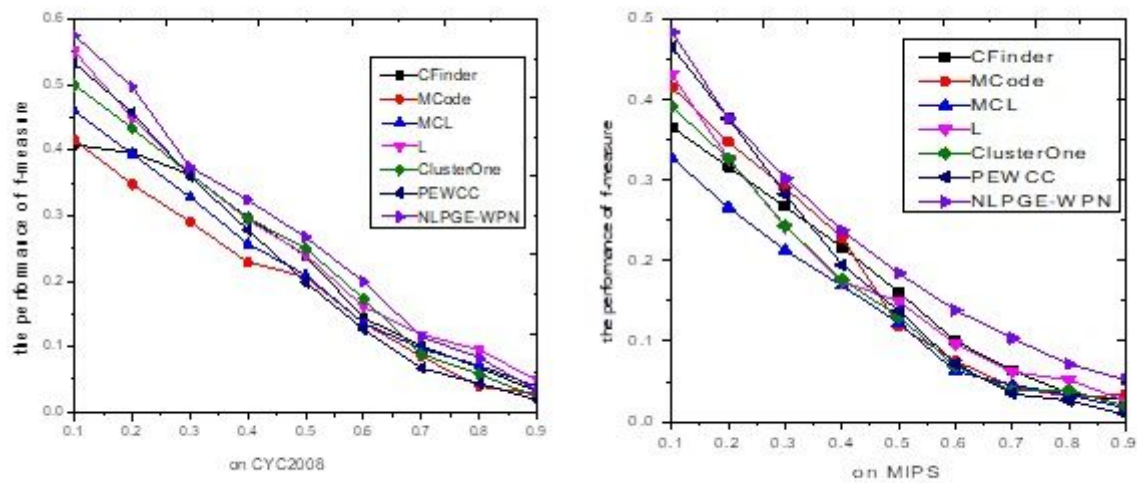 0.6
0.5
0.4
0.3
0.2
0.1
0.0
the performance of f-measure
CFinder
MCode
MCL
L
ClusterOne
PEWCC
NLPGE-WPN
0.1 0.2 0.3 0.4 0.5 0.6 0.7 0.8 0.9
on CYC2008
0.5
0.4
0.3
0.2
0.1
0.0
the performance of f-measure
CFinder
MCode
MCL
L
ClusterOne
PEWCC
NLPGE-WPN
0.1 0.2 0.3 0.4 0.5 0.6 0.7 0.8 0.9
on MIPS